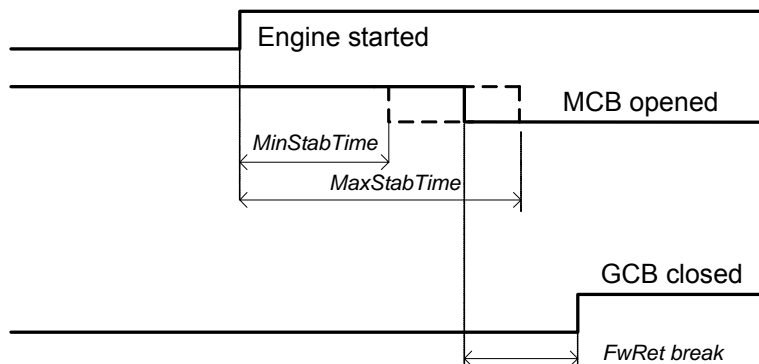 Engine started
MCB opened
MinStabTime
MaxStabTime
GCB closed
FwRet break